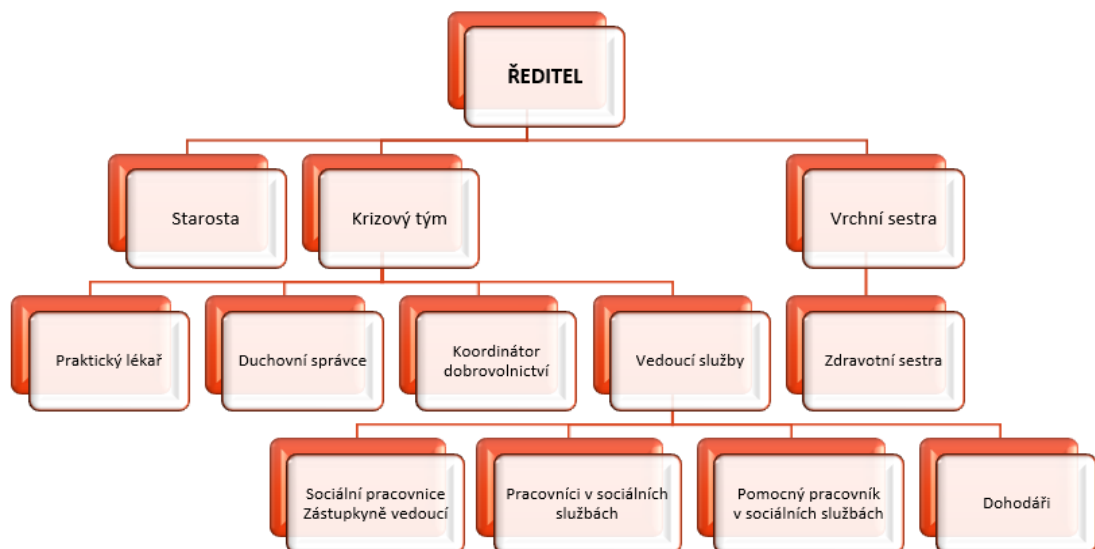 ŘEDITEL
Starosta
Krizový tým
Vrchní sestra
Praktický lékař
Duchovní správce
Koordinátor
dobrovolnictví
Vedoucí služby
Zdravotní sestra
Sociální pracovnice
Zástupkyně vedoucí
Pracovníci v sociálních
službách
Pomocný pracovník
v sociálních službách
Dohodáři